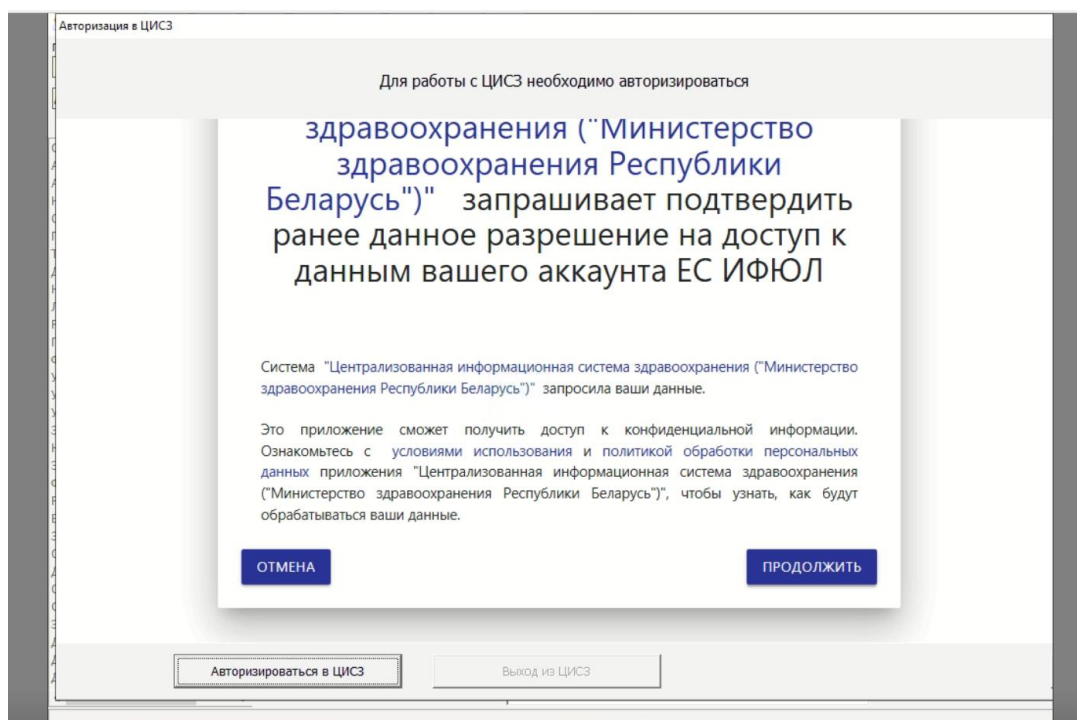 Авторизация в ЦИСЗ
Для работы с ЦИСЗ необходимо авторизироваться
здравоохранения ("Министерство
здравоохранения Республики
Беларусь")" запрашивает подтвердить
ранее данное разрешение на доступ к
данным вашего аккаунта ЕС ИФЮЛ
Система "Централизованная информационная система здравоохранения ("Министерство
здравоохранения Республики Беларусь")" запросила ваши данные.
Это приложение сможет получить доступ к конфиденциальной информации.
Ознакомьтесь с условиями использования и политикой обработки персональных
данных приложения "Централизованная информационная система здравоохранения
("Министерство здравоохранения Республики Беларусь")", чтобы узнать, как будут
обрабатываться ваши данные.
ОТМЕНА ПРОДОЛЖИТЬ
Авторизироваться в ЦИСЗ Выход из ЦИСЗ